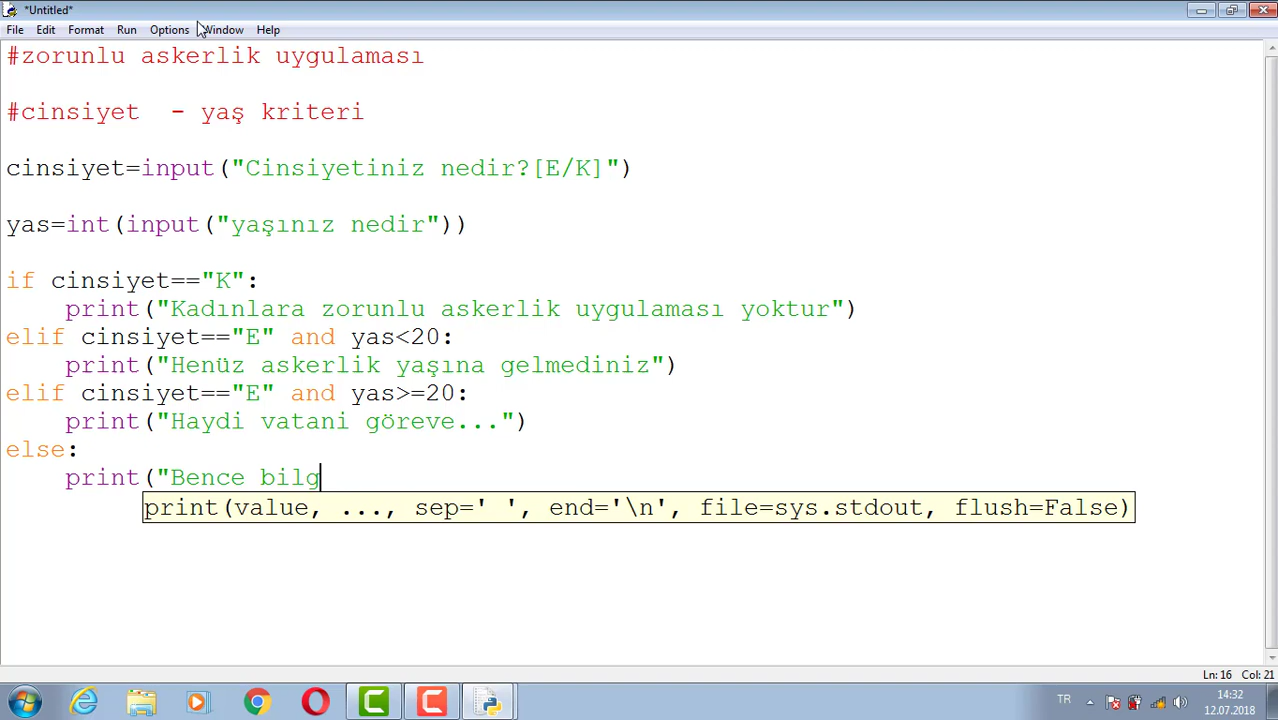 *Untitled*
File Edit Format Run Options Window Help
#zorunlu askerlik uygulaması
#cinsiyet  - yaş kriteri
cinsiyet=input("Cinsiyetiniz nedir?[E/K]")
yas=int(input("yaşınız nedir"))
if cinsiyet=="K":
    print("Kadınlara zorunlu askerlik uygulaması yoktur")
elif cinsiyet=="E" and yas<20:
    print("Henüz askerlik yaşına gelmediniz")
elif cinsiyet=="E" and yas>=20:
    print("Haydi vatani göreve...")
else:
    print("Bence bilg
print(value, ..., sep=' ', end='\n', file=sys.stdout, flush=False)
Ln: 16 Col: 21
TR
14:32
12.07.2018